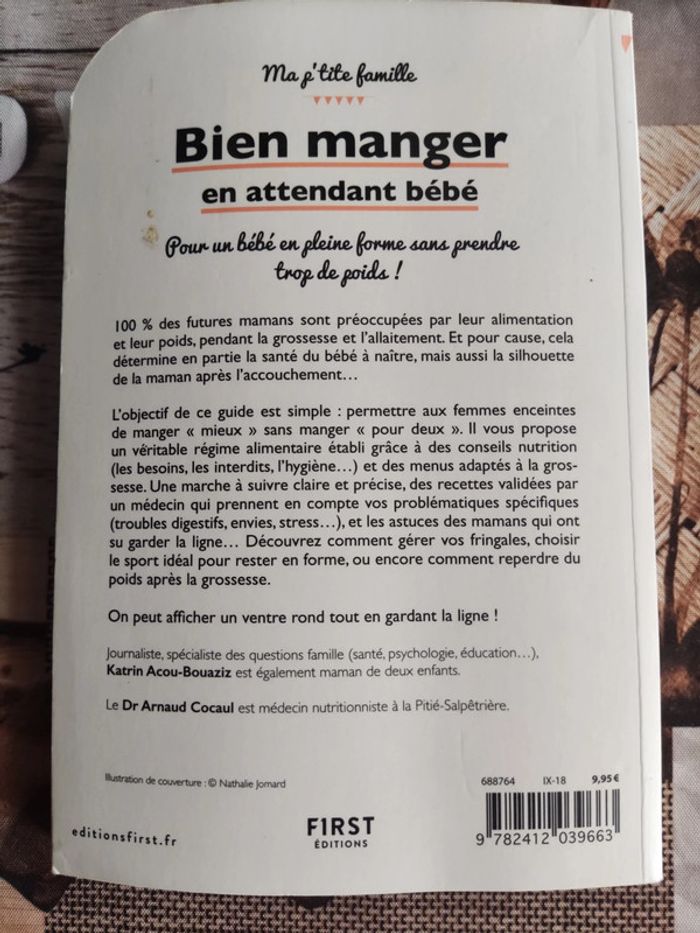 Ma p'tite famille
Bien manger
en attendant bébé
Pour un bébé en pleine forme sans prendre
trop de poids !
100 % des futures mamans sont préoccupées par leur alimentation
et leur poids, pendant la grossesse et l'allaitement. Et pour cause, cela
détermine en partie la santé du bébé à naître, mais aussi la silhouette
de la maman après l'accouchement…
L'objectif de ce guide est simple : permettre aux femmes enceintes
de manger « mieux » sans manger « pour deux ». Il vous propose
un véritable régime alimentaire établi grâce à des conseils nutrition
(les besoins, les interdits, l'hygiène…) et des menus adaptés à la gros-
sesse. Une marche à suivre claire et précise, des recettes validées par
un médecin qui prennent en compte vos problématiques spécifiques
(troubles digestifs, envies, stress…), et les astuces des mamans qui ont
su garder la ligne… Découvrez comment gérer vos fringales, choisir
le sport idéal pour rester en forme, ou encore comment reperdre du
poids après la grossesse.
On peut afficher un ventre rond tout en gardant la ligne !
Journaliste, spécialiste des questions famille (santé, psychologie, éducation…),
Katrin Acou-Bouaziz est également maman de deux enfants.
Le Dr Arnaud Cocaul est médecin nutritionniste à la Pitié-Salpêtrière.
Illustration de couverture : © Nathalie Jomard
688764 IX-18 9,95 €
editionsfirst.fr
F1RST
ÉDITIONS
9 782412 039663